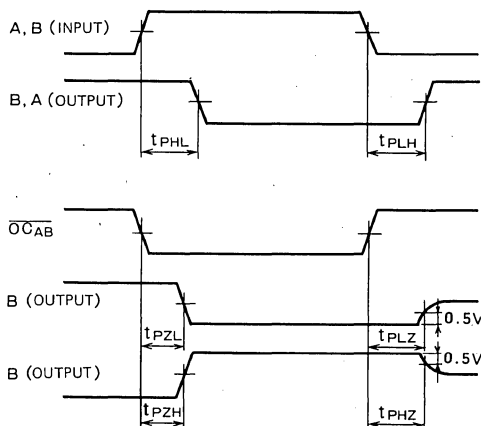 A, B (INPUT)
B, A (OUTPUT)
tPHL
tPLH
OCAB
B (OUTPUT)
0.5V
tPZL
tPLZ
0.5V
B (OUTPUT)
tPZH
tPHZ